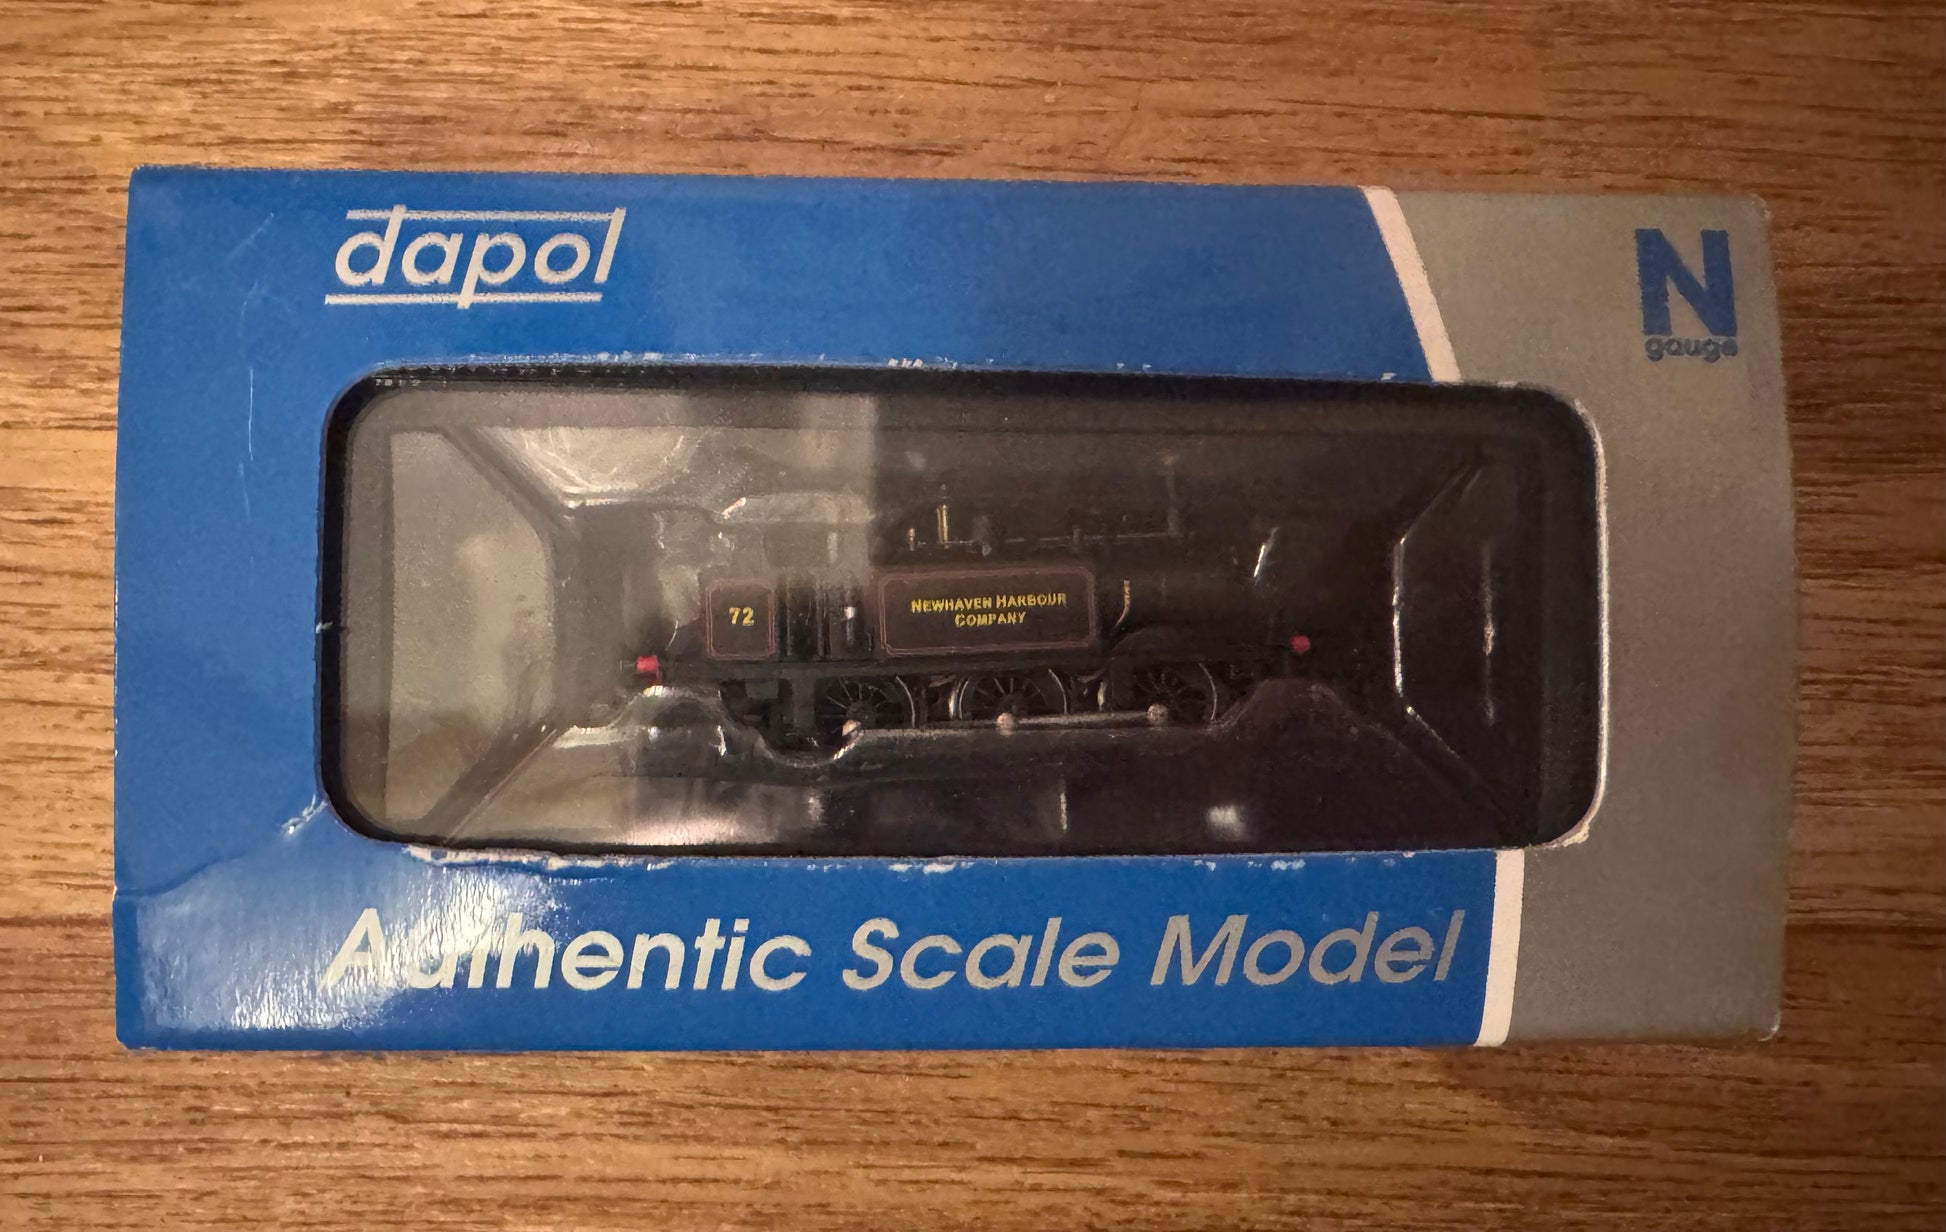 dapol
N
gauge
72
NEWHAVEN HARBOUR
COMPANY
Authentic Scale Model